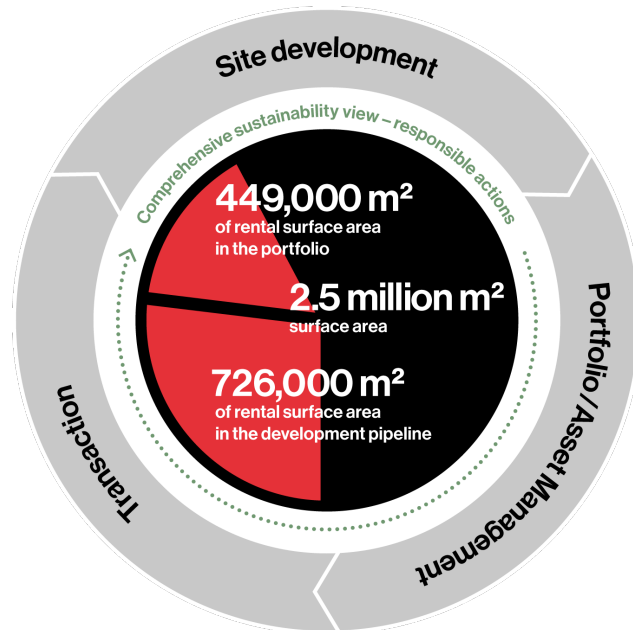 Site development
Comprehensive sustainability view – responsible actions
449,000 m²
of rental surface area
in the portfolio
2.5 million m²
surface area
726,000 m²
of rental surface area
in the development pipeline
Portfolio/Asset Management
Transaction